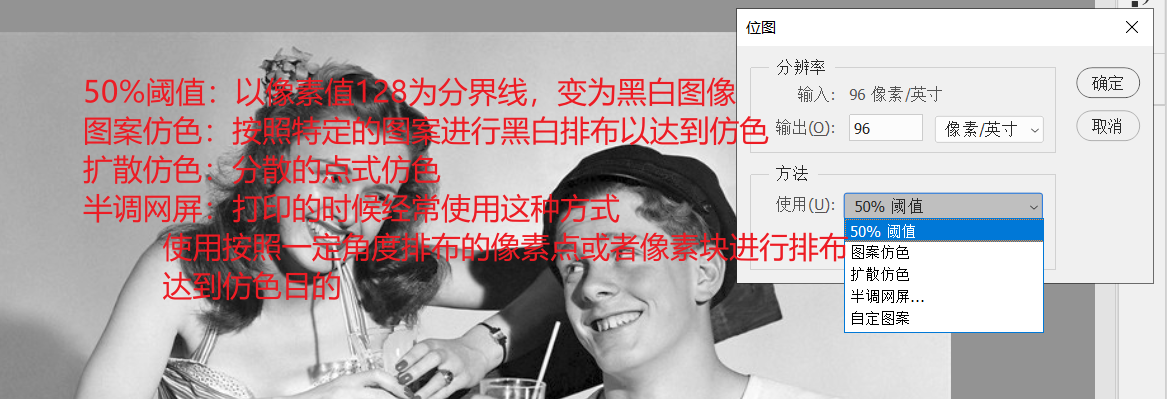 50%阈值：以像素值128为分界线，变为黑白图像
图案仿色：按照特定的图案进行黑白排布以达到仿色
扩散仿色：分散的点式仿色
半调网屏：打印的时候经常使用这种方式
使用按照一定角度排布的像素点或者像素块进行排布
达到仿色目的
位图
分辨率
输入： 96 像素/英寸
输出(O)： 96 像素/英寸
方法
使用(U)： 50% 阈值
50% 阈值
图案仿色
扩散仿色
半调网屏...
自定图案
确定
取消